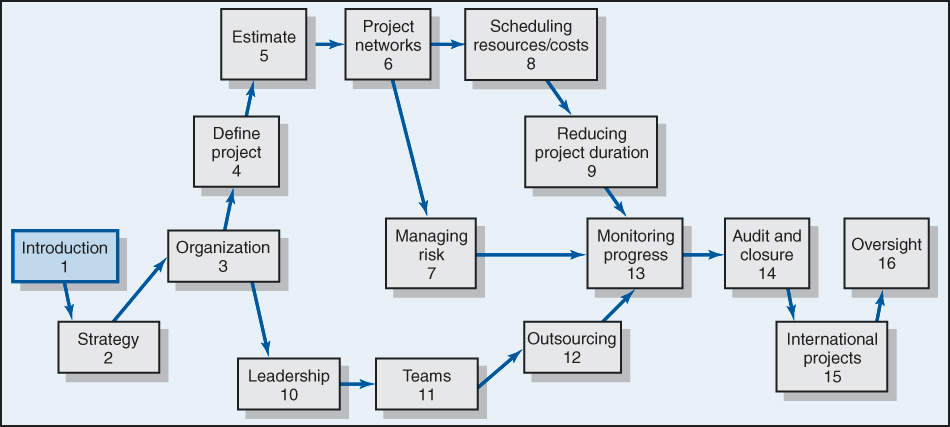 Estimate
5
Project
networks
6
Scheduling
resources/costs
8
Define
project
4
Reducing
project duration
9
Introduction
1
Organization
3
Managing
risk
7
Monitoring
progress
13
Audit and
closure
14
Oversight
16
Strategy
2
Outsourcing
12
International
projects
15
Leadership
10
Teams
11